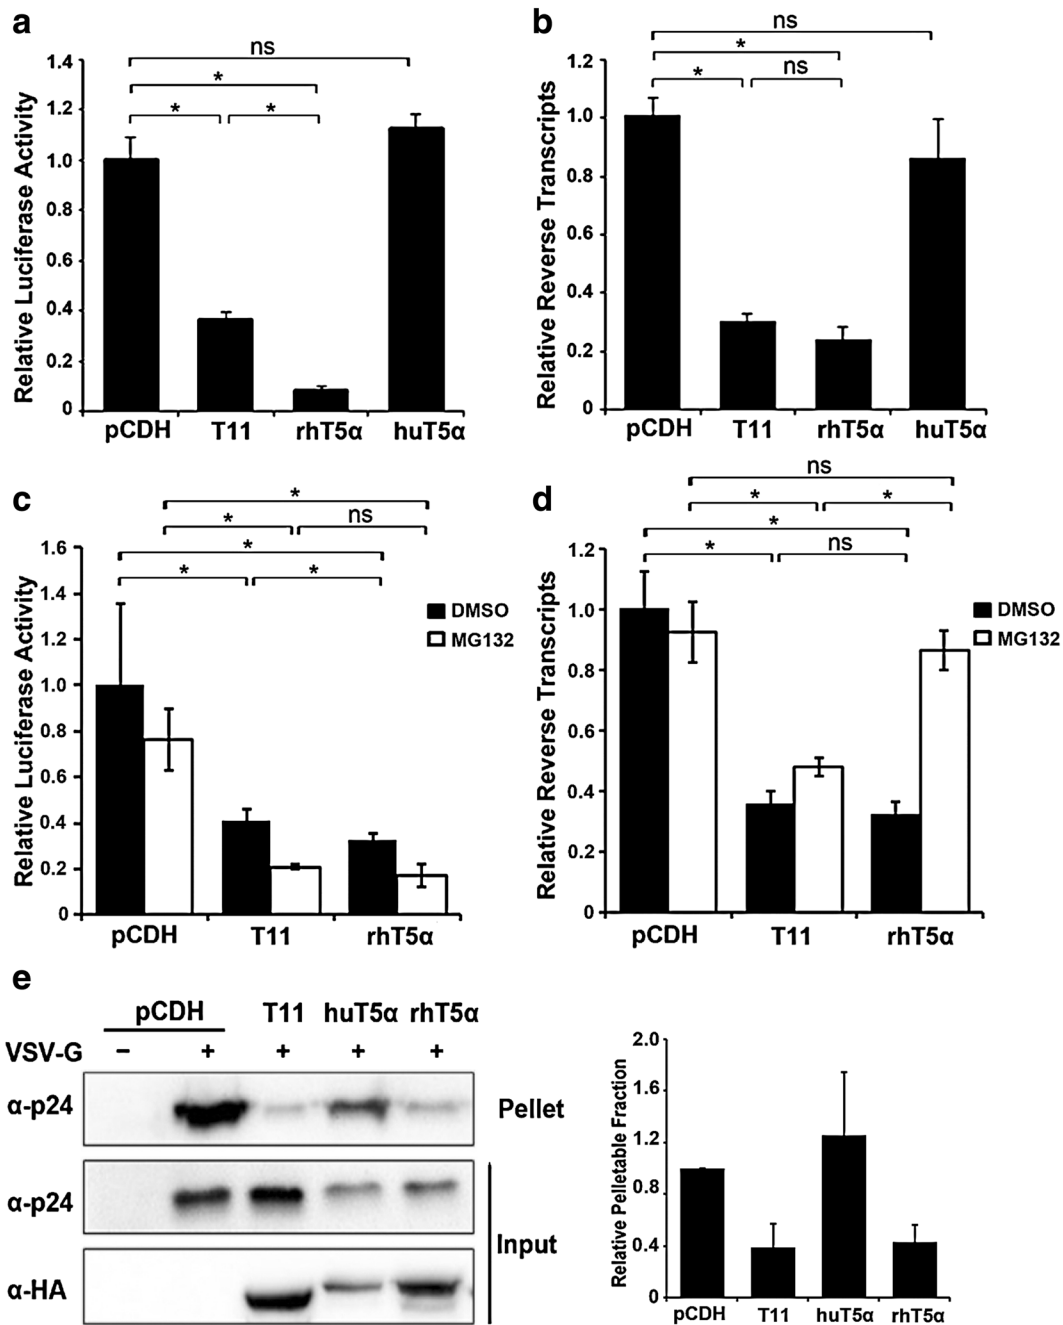 a
Relative Luciferase Activity
1.4
1.2
1.0
0.8
0.6
0.4
0.2
0
ns
*
* *
pCDH T11 rhT5α huT5α
b
Relative Reverse Transcripts
1.2
1.0
0.8
0.6
0.4
0.2
0
ns
*
* ns
pCDH T11 rhT5α huT5α
c
Relative Luciferase Activity
1.6
1.4
1.2
1.0
0.8
0.6
0.4
0.2
0
*
* ns
*
* *
DMSO
MG132
pCDH T11 rhT5α
d
Relative Reverse Transcripts
1.2
1.0
0.8
0.6
0.4
0.2
0
ns
* *
*
* ns
DMSO
MG132
pCDH T11 rhT5α
e
pCDH T11 huT5α rhT5α
VSV-G − + + + +
α-p24 Pellet
α-p24
Input
α-HA
Relative Pelletable Fraction
2.0
1.6
1.2
0.8
0.4
0
pCDH T11 huT5α rhT5α